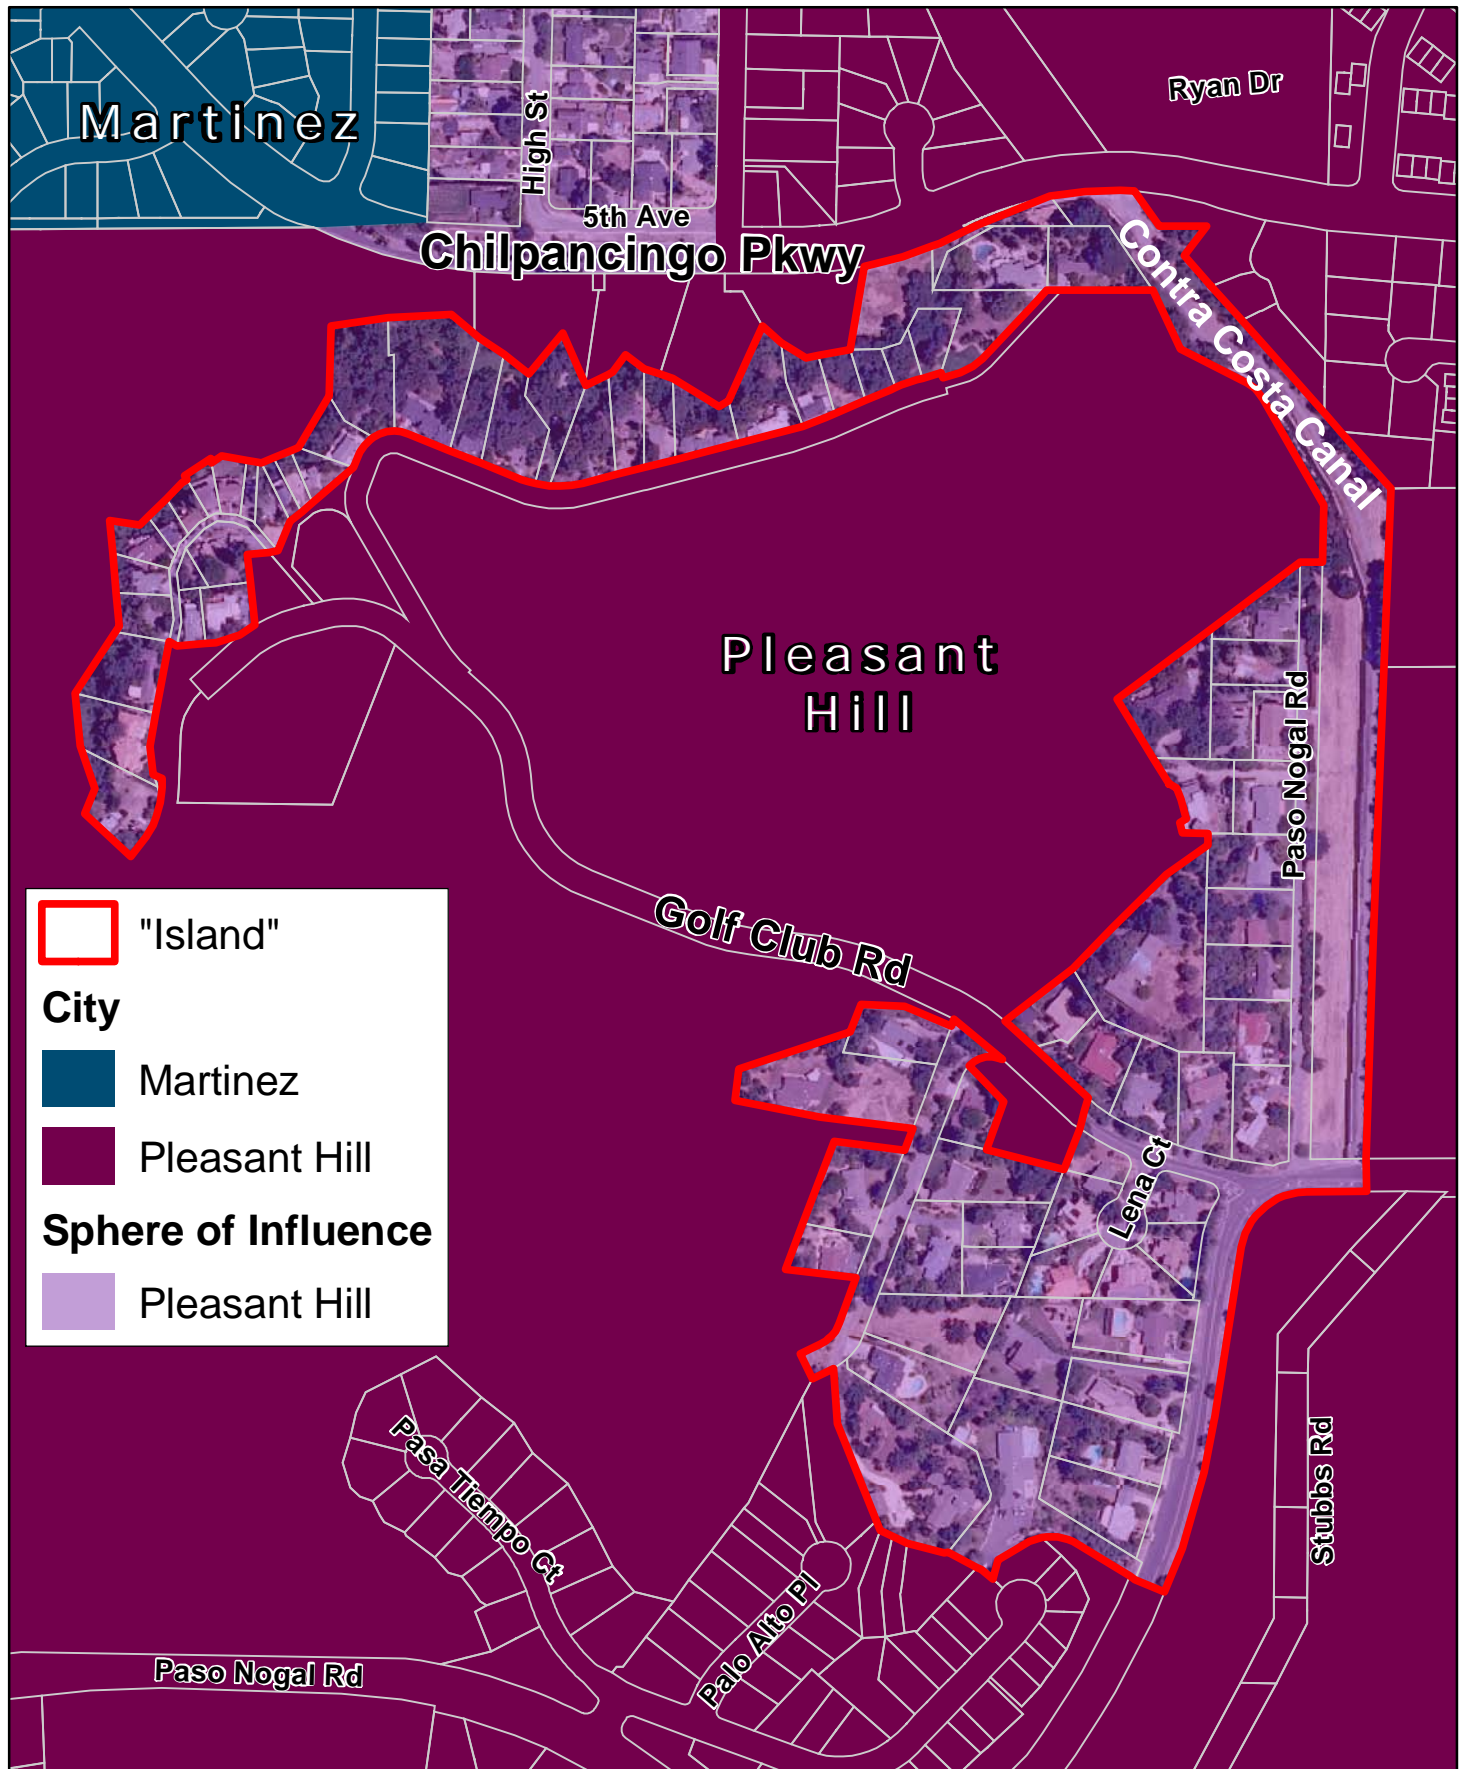 Martinez
High St
Ryan Dr
5th Ave
Chilpancingo Pkwy
Contra Costa Canal
Pleasant
Hill
Paso Nogal Rd
Golf Club Rd
Lena Ct
"Island"
City
Martinez
Pleasant Hill
Sphere of Influence
Pleasant Hill
Pasa Tiempo Ct
Stubbs Rd
Palo Alto Pl
Paso Nogal Rd